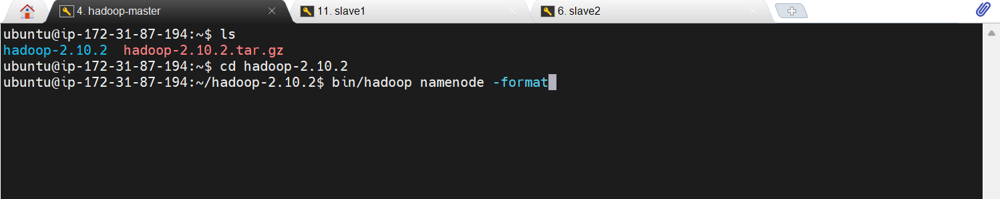 4. hadoop-master
11. slave1
6. slave2
ubuntu@ip-172-31-87-194:~$ ls
hadoop-2.10.2  hadoop-2.10.2.tar.gz
ubuntu@ip-172-31-87-194:~$ cd hadoop-2.10.2
ubuntu@ip-172-31-87-194:~/hadoop-2.10.2$ bin/hadoop namenode -format